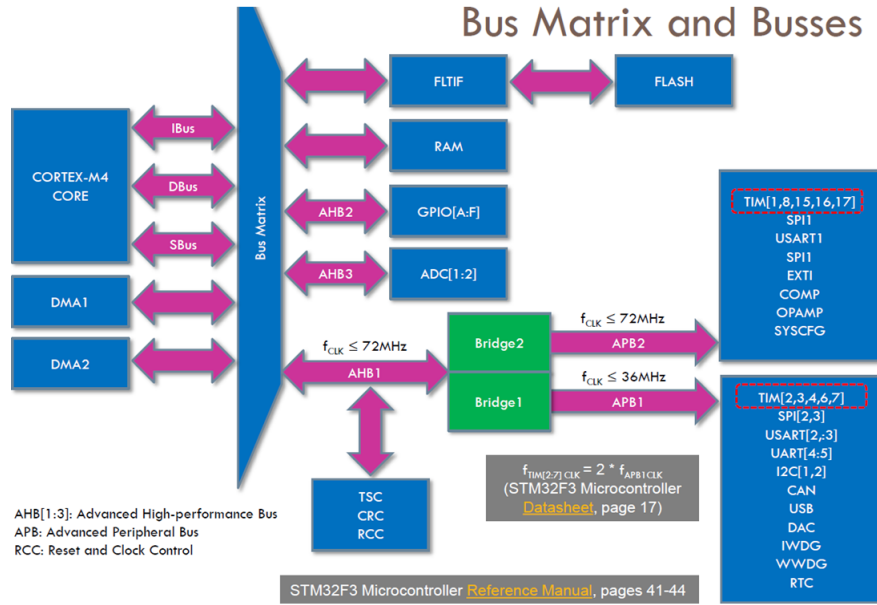 Bus Matrix and Busses
FLTIF
FLASH
IBus
RAM
CORTEX-M4
CORE
DBus
AHB2
GPIO[A:F]
SBus
Bus Matrix
AHB3
ADC[1:2]
DMA1
DMA2
TIM[1,8,15,16,17]
SPI1
USART1
SPI1
EXTI
COMP
OPAMP
SYSCFG
fCLK ≤ 72MHz
AHB1
Bridge2
fCLK ≤ 72MHz
APB2
Bridge1
fCLK ≤ 36MHz
APB1
TIM[2,3,4,6,7]
SPI[2,3]
USART[2,:3]
UART[4:5]
I2C[1,2]
CAN
USB
DAC
IWDG
WWDG
RTC
fTIM[2:7] CLK = 2 * fAPB1CLK
(STM32F3 Microcontroller
Datasheet, page 17)
TSC
CRC
RCC
AHB[1:3]: Advanced High-performance Bus
APB: Advanced Peripheral Bus
RCC: Reset and Clock Control
STM32F3 Microcontroller Reference Manual, pages 41-44